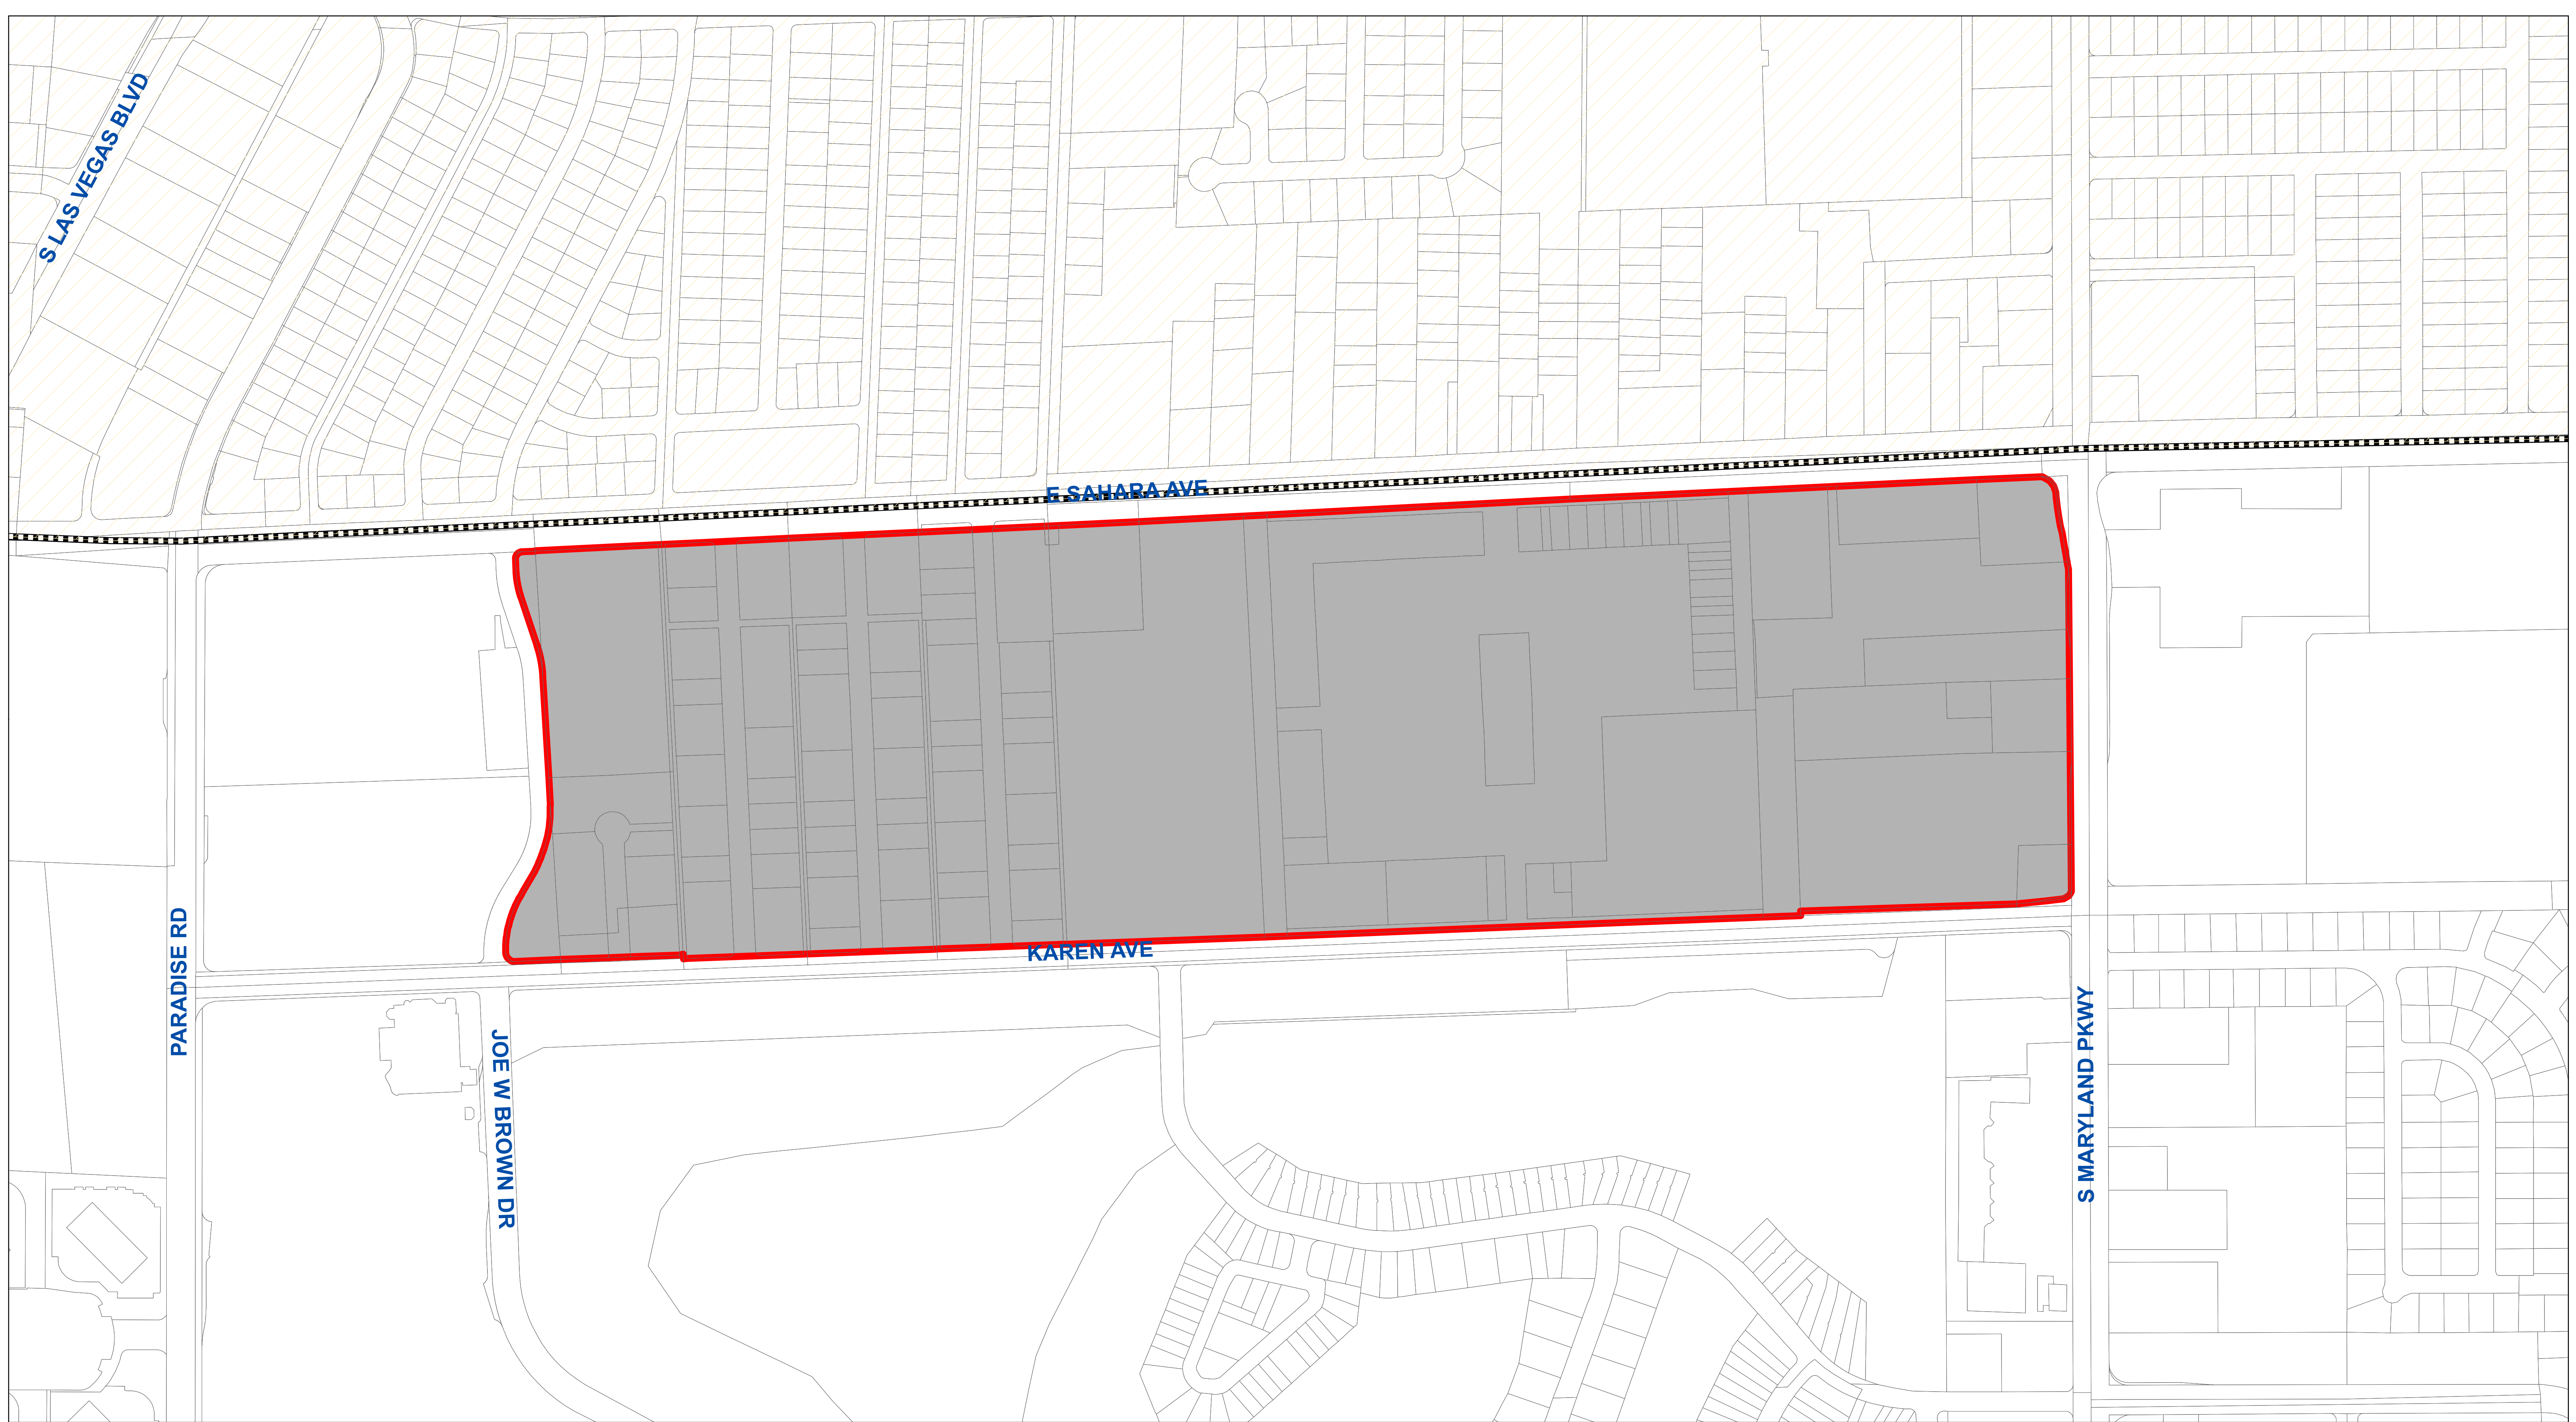 S LAS VEGAS BLVD
E SAHARA AVE
KAREN AVE
PARADISE RD
JOE W BROWN DR
S MARYLAND PKWY